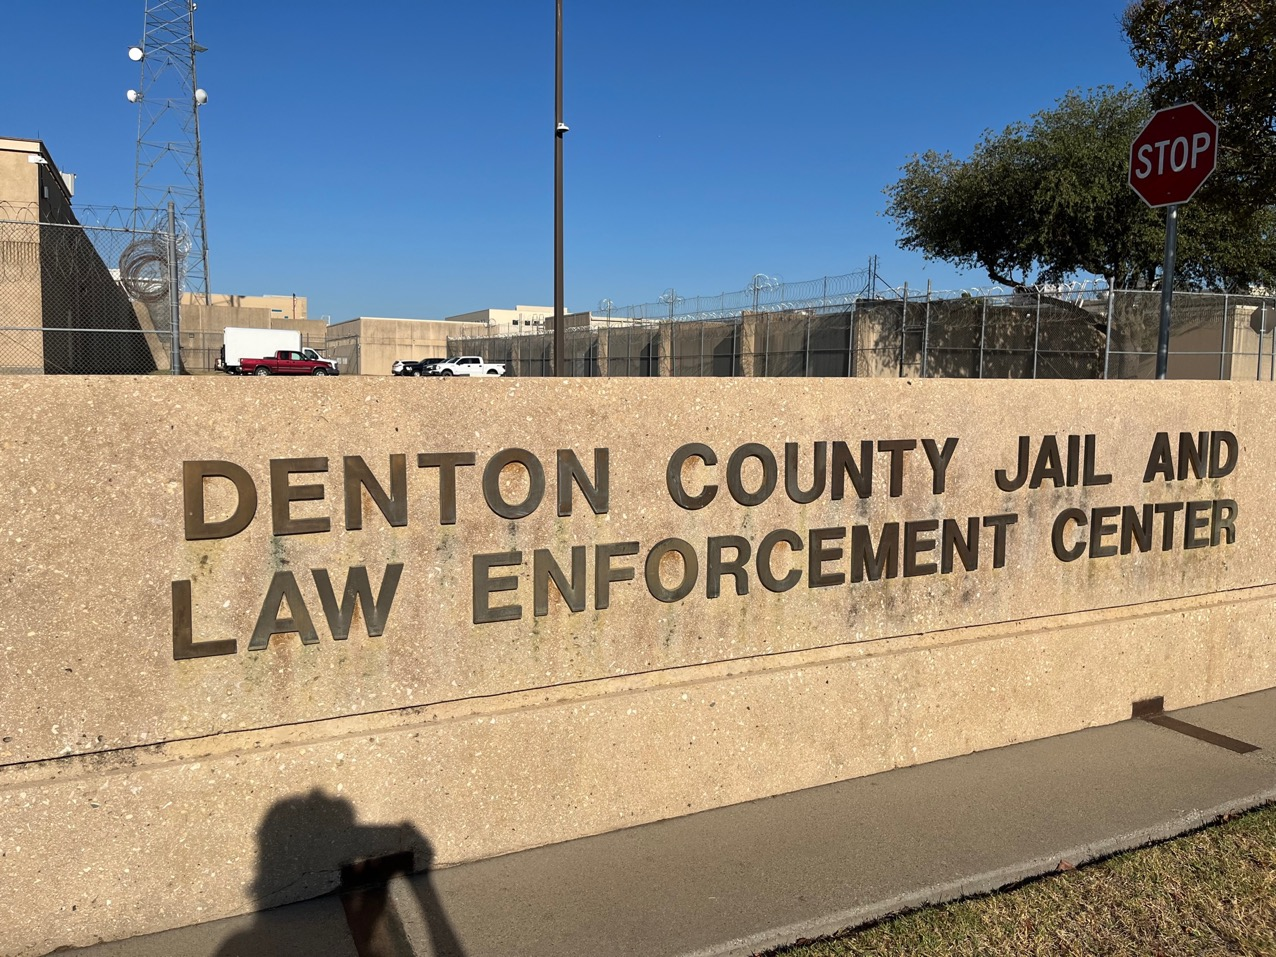 STOP
DENTON COUNTY JAIL AND
LAW ENFORCEMENT CENTER